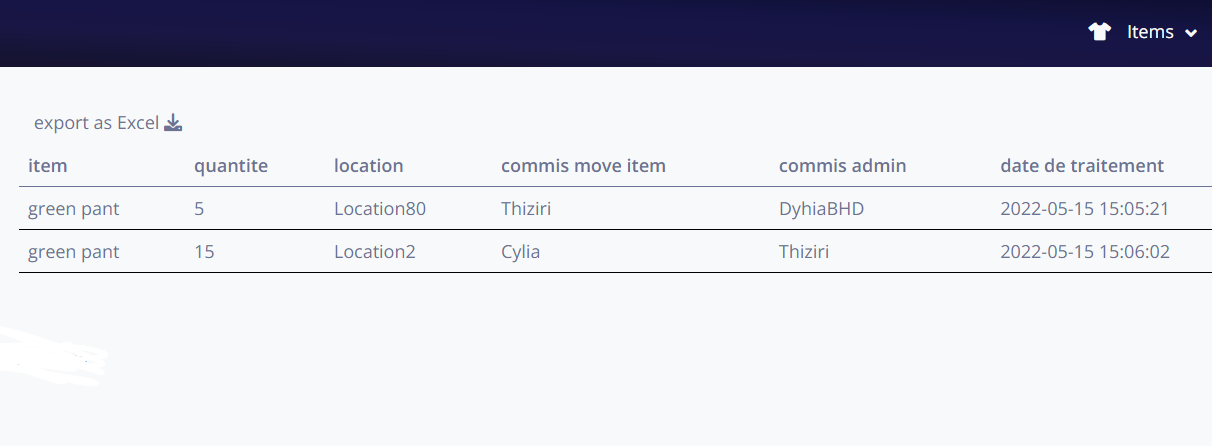 Items
export as Excel
item quantite location commis move item commis admin date de traitement
green pant 5 Location80 Thiziri DyhiaBHD 2022-05-15 15:05:21
green pant 15 Location2 Cylia Thiziri 2022-05-15 15:06:02